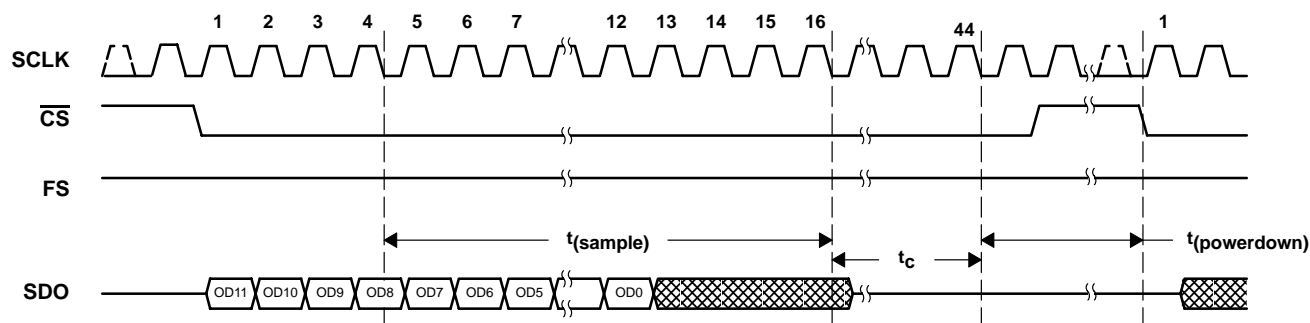 1 2 3 4 5 6 7 12 13 14 15 16 44 1
SCLK
CS
FS
t(sample)
t(powerdown)
tc
SDO OD11 OD10 OD9 OD8 OD7 OD6 OD5 OD0